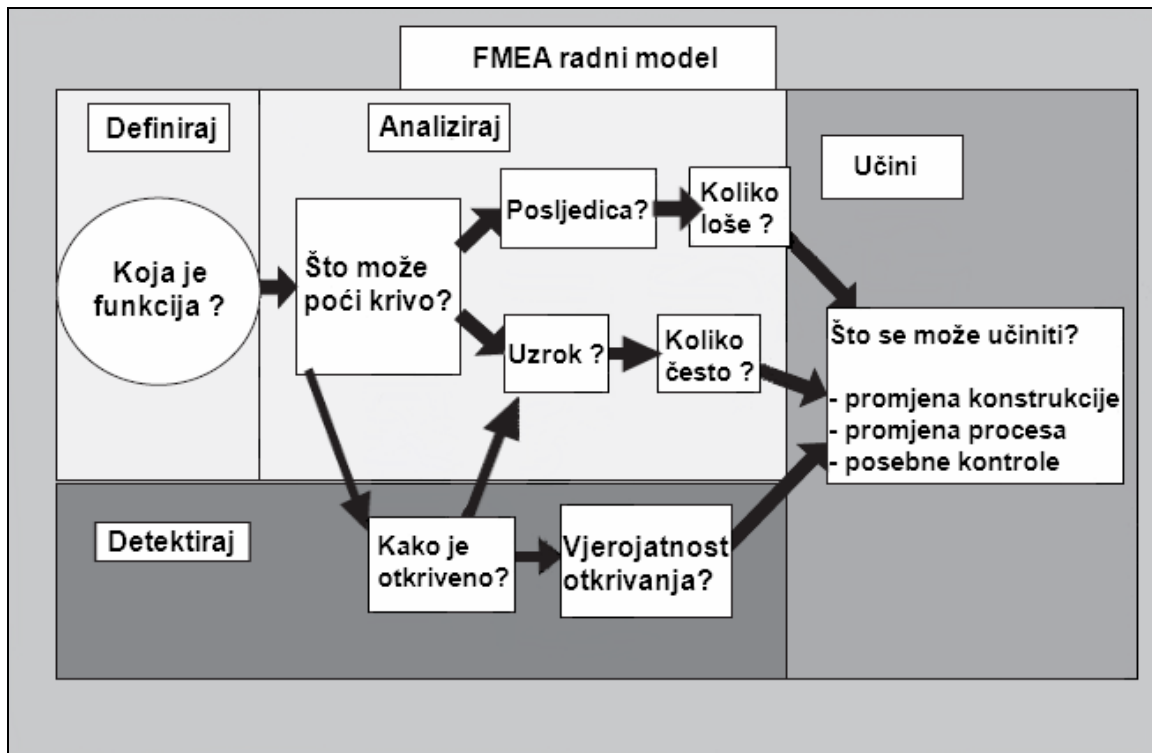 FMEA radni model
Definiraj
Analiziraj
Učini
Koja je
funkcija ?
Što može
poći krivo?
Posljedica?
Koliko
loše ?
Uzrok ?
Koliko
često ?
Što se može učiniti?
- promjena konstrukcije
- promjena procesa
- posebne kontrole
Detektiraj
Kako je
otkriveno?
Vjerojatnost
otkrivanja?